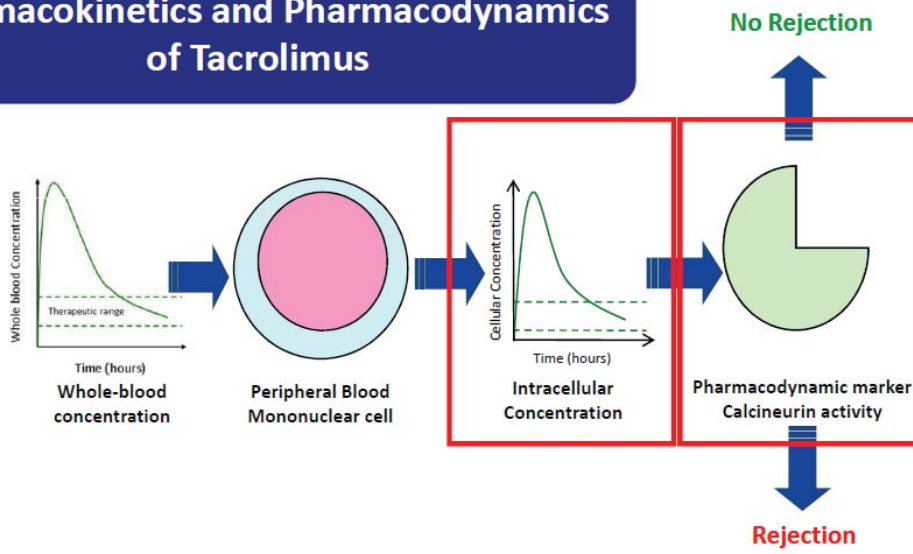 macokinetics and Pharmacodynamics
of Tacrolimus
No Rejection
Whole blood Concentration
Therapeutic range
Time (hours)
Whole-blood
concentration
Peripheral Blood
Mononuclear cell
Cellular Concentration
Time (hours)
Intracellular
Concentration
Pharmacodynamic marker
Calcineurin activity
Rejection